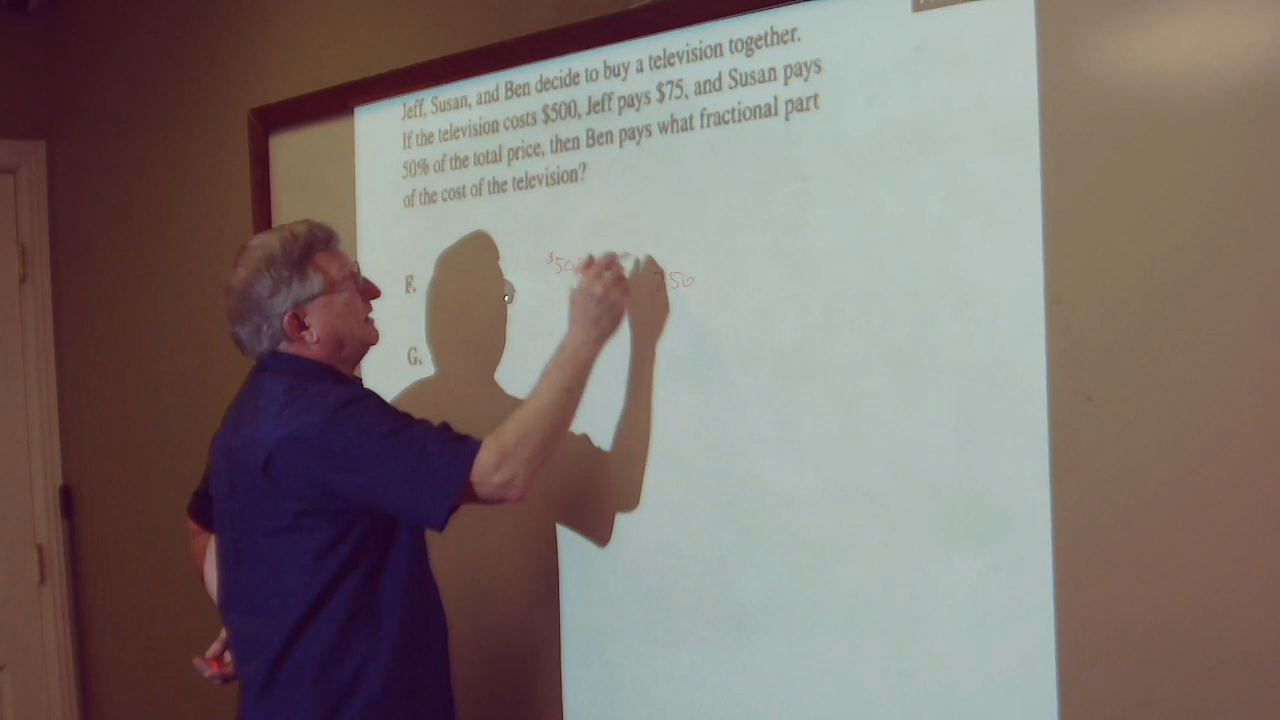 Jeff, Susan, and Ben decide to buy a television together.
If the television costs $500, Jeff pays $75, and Susan pays
50% of the total price, then Ben pays what fractional part
of the cost of the television?
F.
G.